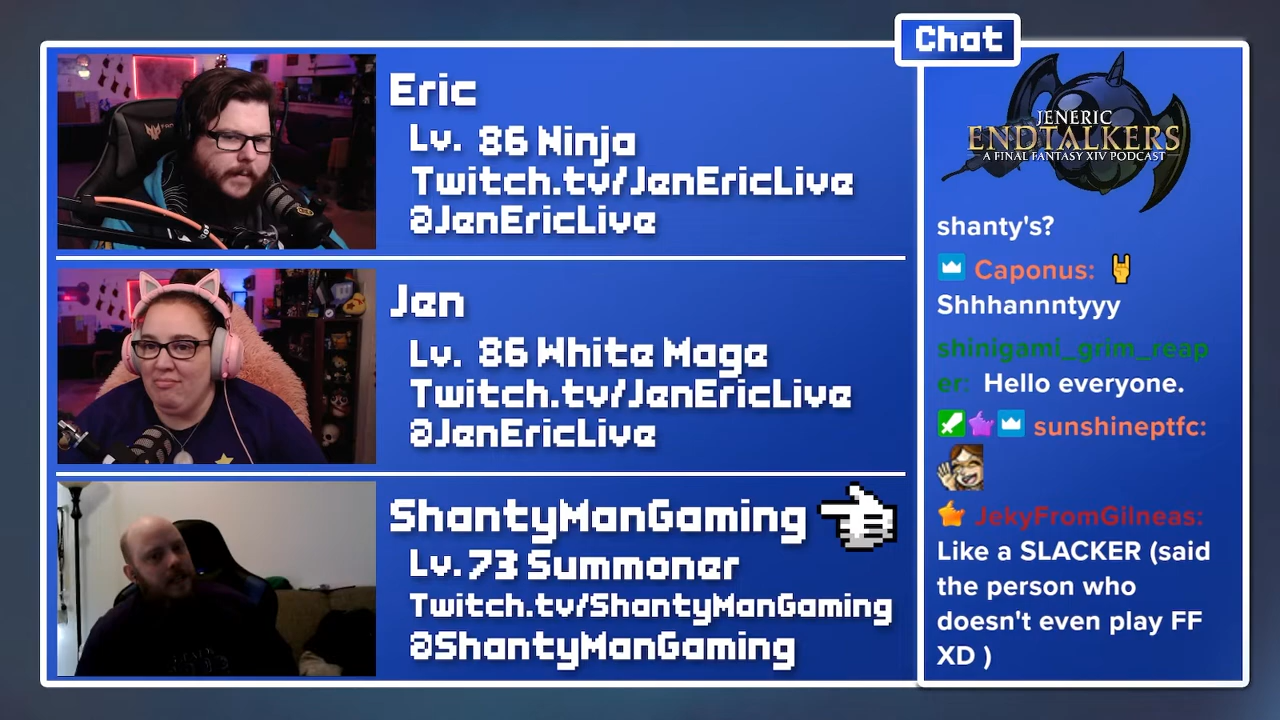 Chat
Eric
Lv. 86 Ninja
Twitch.tv/JenEricLive
@JenEricLive
Jen
Lv. 86 White Mage
Twitch.tv/JenEricLive
@JenEricLive
ShantyManGaming
Lv. 73 Summoner
Twitch.tv/ShantyManGaming
@ShantyManGaming
JENERIC
ENDTALKERS
A FINAL FANTASY XIV PODCAST
shanty's?
Caponus:
Shhhannntyyy
shinigami_grim_reap
er: Hello everyone.
sunshineptfc:
JekyFromGilneas:
Like a SLACKER (said
the person who
doesn't even play FF
XD )